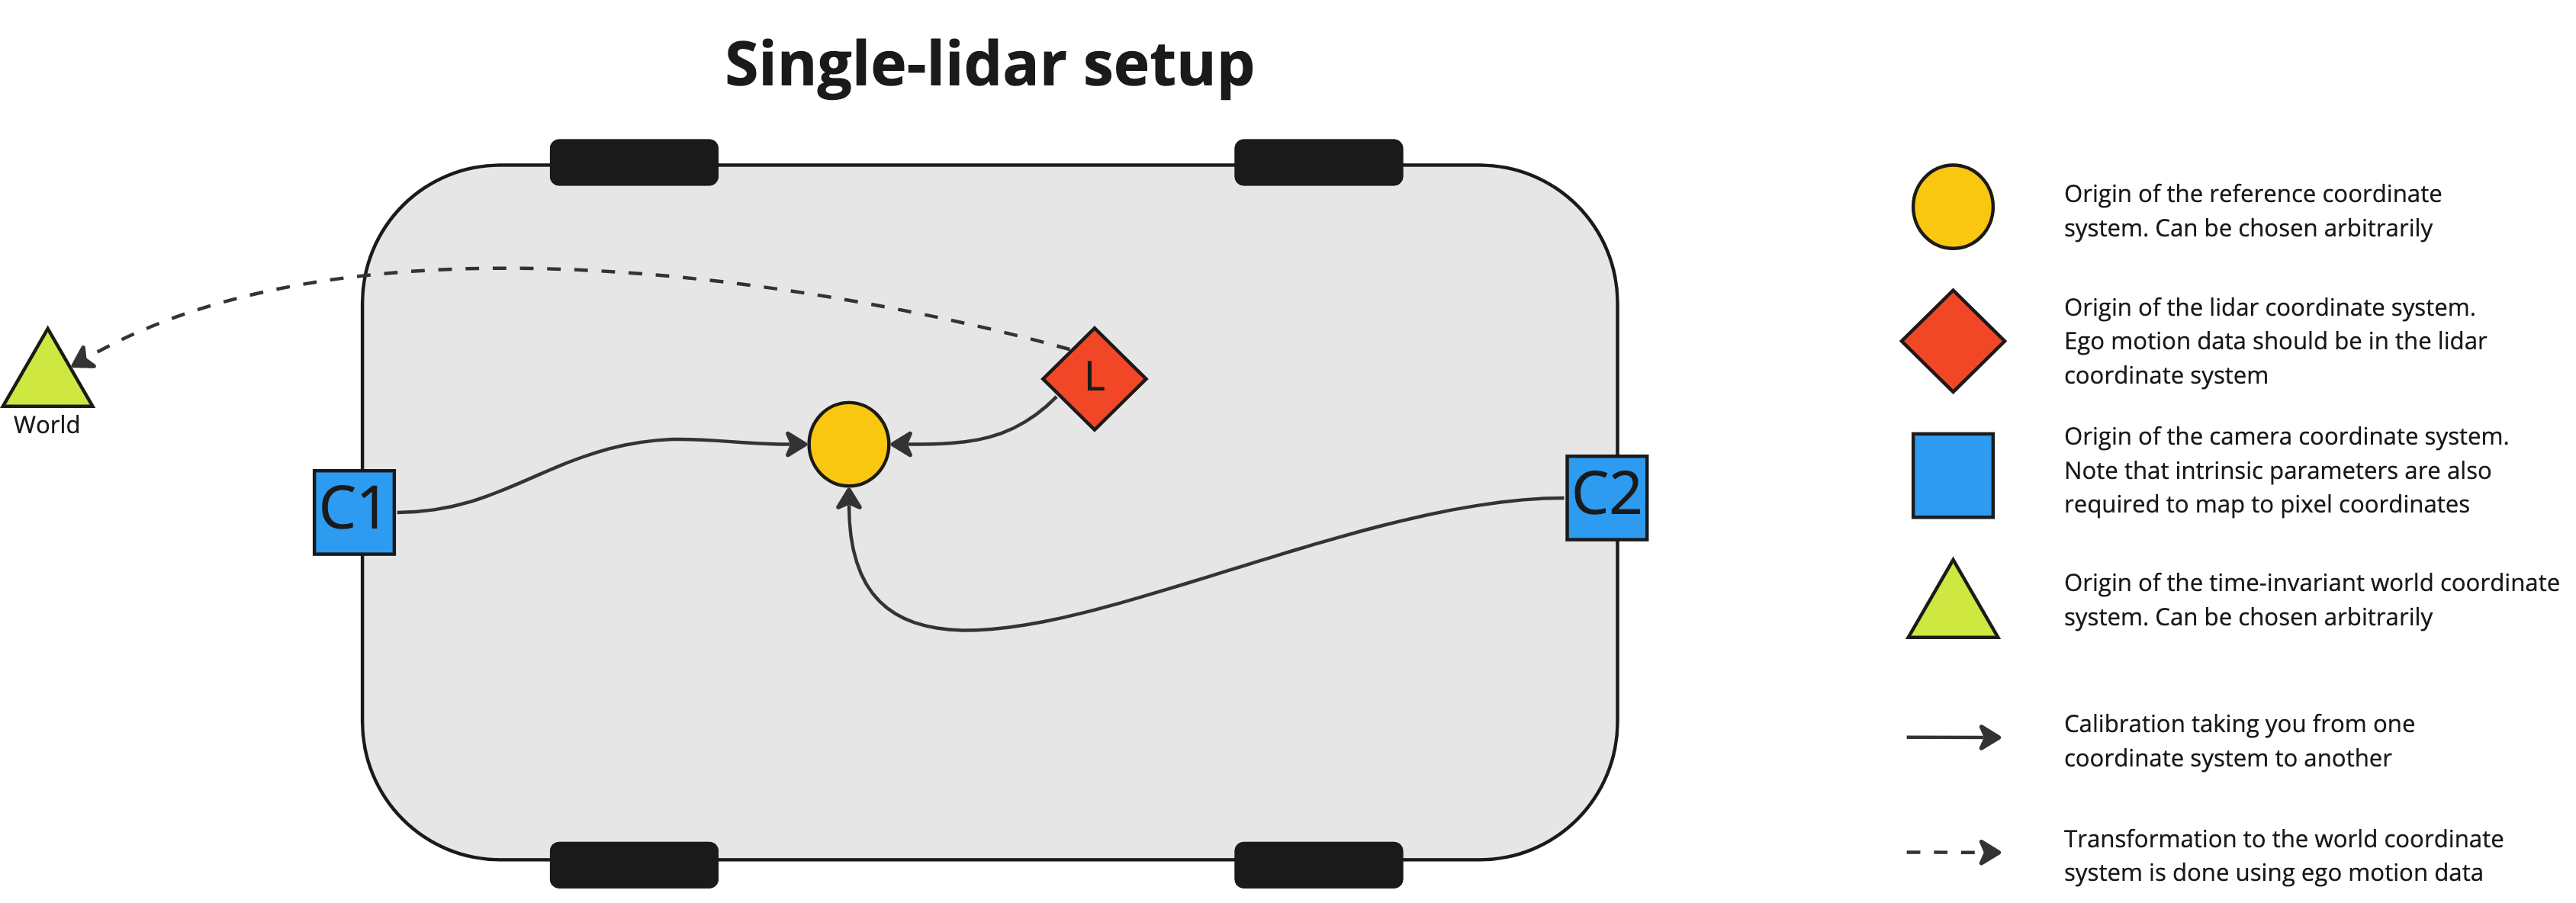 Single-lidar setup
World
L
C1
C2
Origin of the reference coordinate
system. Can be chosen arbitrarily
Origin of the lidar coordinate system.
Ego motion data should be in the lidar
coordinate system
Origin of the camera coordinate system.
Note that intrinsic parameters are also
required to map to pixel coordinates
Origin of the time-invariant world coordinate
system. Can be chosen arbitrarily
Calibration taking you from one
coordinate system to another
Transformation to the world coordinate
system is done using ego motion data